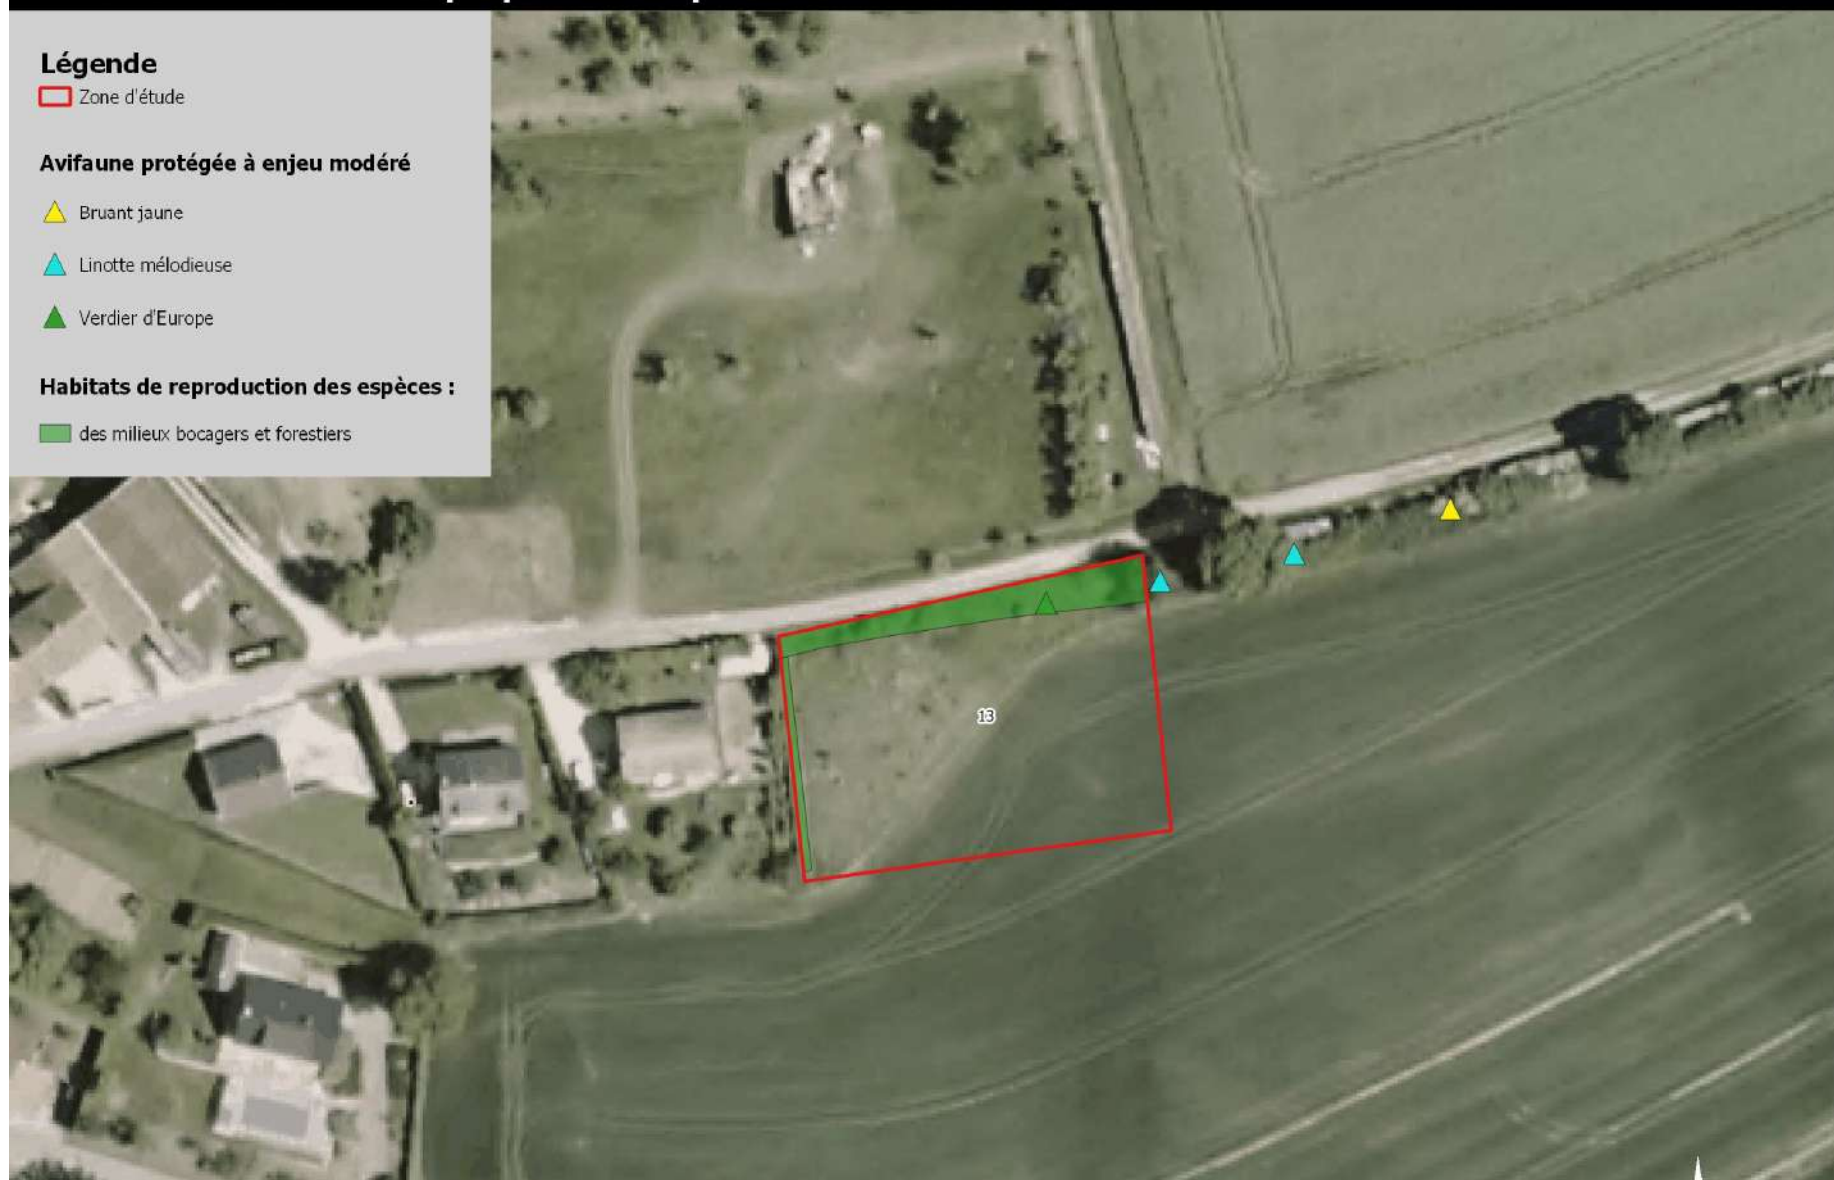 Légende
Zone d'étude
Avifaune protégée à enjeu modéré
Bruant jaune
Linotte mélodieuse
Verdier d'Europe
Habitats de reproduction des espèces :
des milieux bocagers et forestiers
13